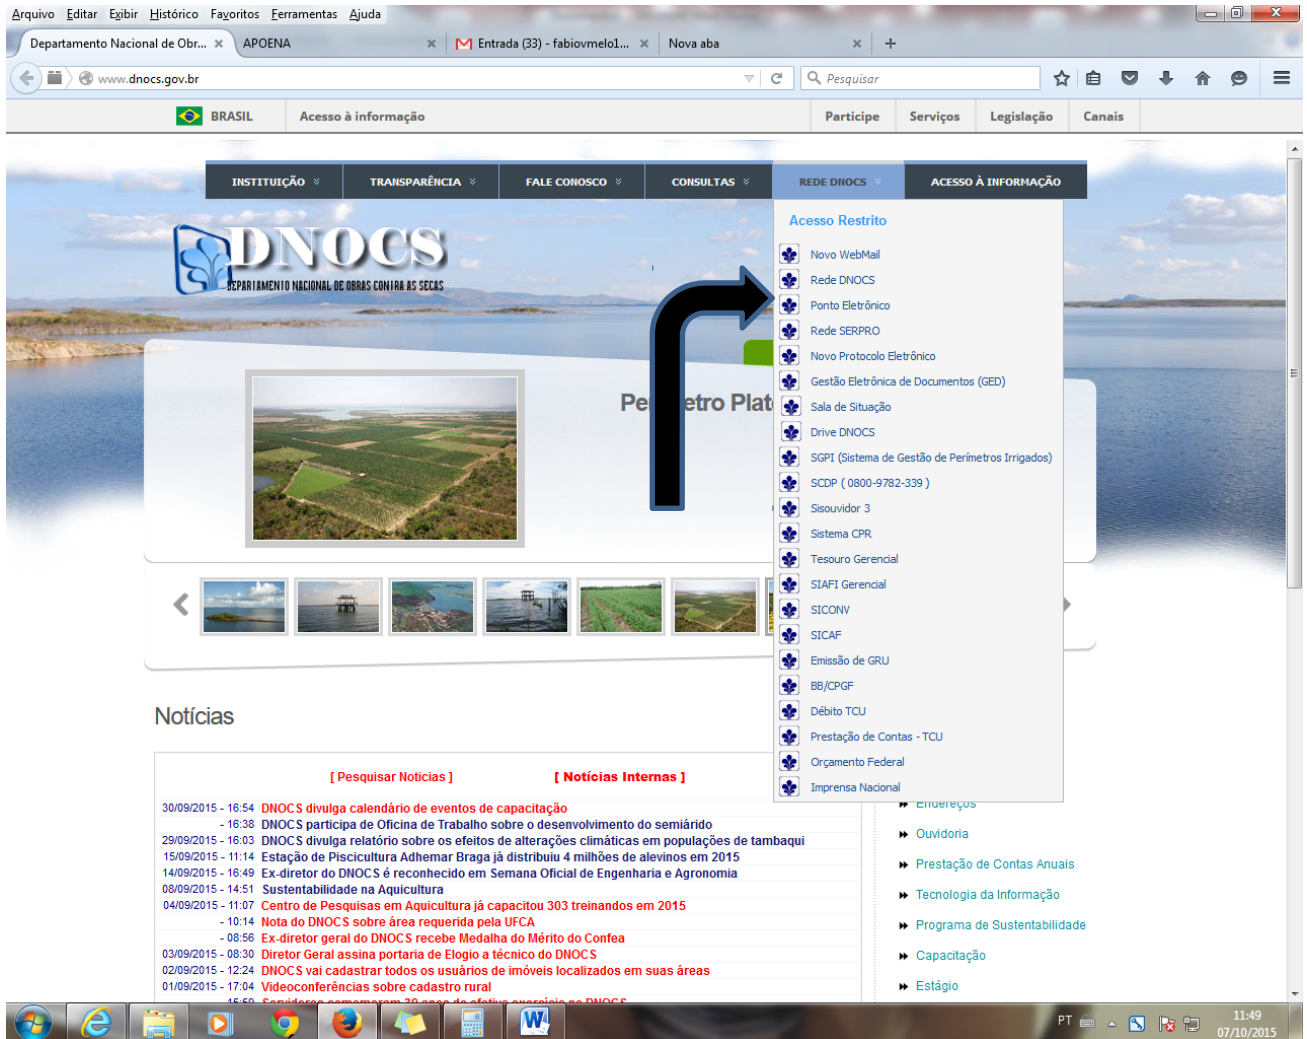 Arquivo Editar Exibir Histórico Favoritos Ferramentas Ajuda
Departamento Nacional de Obr... × APOENA × Entrada (33) - fabiovmelo1... × Nova aba × +
www.dnocs.gov.br Pesquisar
BRASIL Acesso à informação Participe Serviços Legislação Canais
INSTITUIÇÃO TRANSPARÊNCIA FALE CONOSCO CONSULTAS REDE DNOCS ACESSO À INFORMAÇÃO
DNOCS
DEPARTAMENTO NACIONAL DE OBRAS CONTRA AS SECAS
Acesso Restrito
Novo WebMail
Rede DNOCS
Ponto Eletrônico
Rede SERPRO
Novo Protocolo Eletrônico
Gestão Eletrônica de Documentos (GED)
Sala de Situação
Drive DNOCS
SGPI (Sistema de Gestão de Perímetros Irrigados)
SCDP ( 0800-9782-339 )
Sisouvidor 3
Sistema CPR
Tesouro Gerencial
SIAFI Gerencial
SICONV
SICAF
Emissão de GRU
BB/CPGF
Débito TCU
Prestação de Contas - TCU
Orçamento Federal
Imprensa Nacional
Notícias
[ Pesquisar Noticias ] [ Notícias Internas ]
30/09/2015 - 16:54 DNOCS divulga calendário de eventos de capacitação
- 16:38 DNOCS participa de Oficina de Trabalho sobre o desenvolvimento do semiárido
29/09/2015 - 16:03 DNOCS divulga relatório sobre os efeitos de alterações climáticas em populações de tambaqui
15/09/2015 - 11:14 Estação de Piscicultura Adhemar Braga já distribuiu 4 milhões de alevinos em 2015
14/09/2015 - 16:49 Ex-diretor do DNOCS é reconhecido em Semana Oficial de Engenharia e Agronomia
08/09/2015 - 14:51 Sustentabilidade na Aquicultura
04/09/2015 - 11:07 Centro de Pesquisas em Aquicultura já capacitou 303 treinandos em 2015
- 10:14 Nota do DNOCS sobre área requerida pela UFCA
- 08:56 Ex-diretor geral do DNOCS recebe Medalha do Mérito do Confea
03/09/2015 - 08:30 Diretor Geral assina portaria de Elogio a técnico do DNOCS
02/09/2015 - 12:24 DNOCS vai cadastrar todos os usuários de imóveis localizados em suas áreas
01/09/2015 - 17:04 Videoconferências sobre cadastro rural
Endereços
Ouvidoria
Prestação de Contas Anuais
Tecnologia da Informação
Programa de Sustentabilidade
Capacitação
Estágio
PT 11:49
07/10/2015